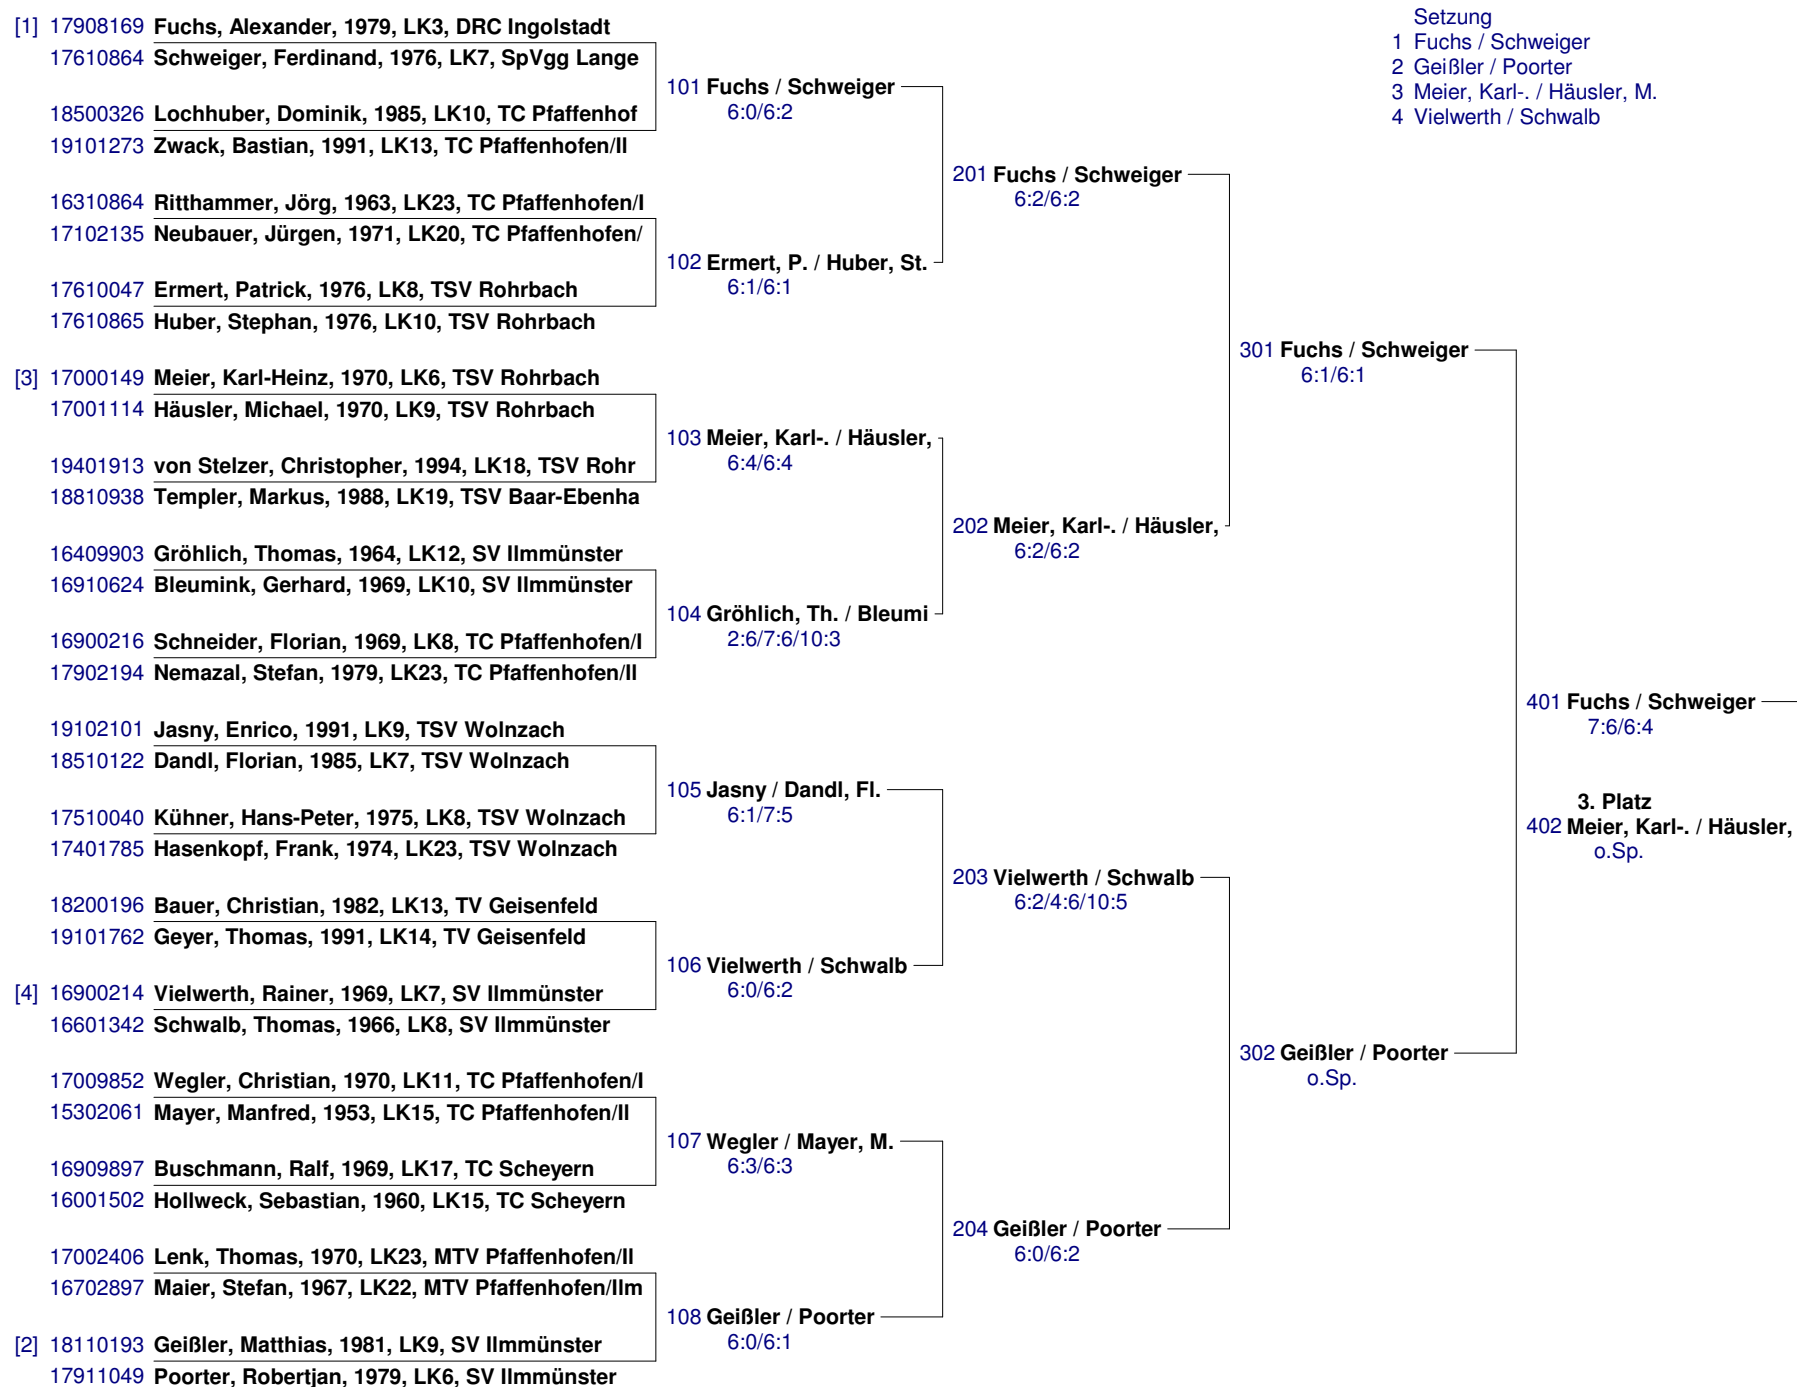 [1] 17908169 Fuchs, Alexander, 1979, LK3, DRC Ingolstadt
17610864 Schweiger, Ferdinand, 1976, LK7, SpVgg Lange
18500326 Lochhuber, Dominik, 1985, LK10, TC Pfaffenhof
19101273 Zwack, Bastian, 1991, LK13, TC Pfaffenhofen/Il
16310864 Ritthammer, Jörg, 1963, LK23, TC Pfaffenhofen/I
17102135 Neubauer, Jürgen, 1971, LK20, TC Pfaffenhofen/
17610047 Ermert, Patrick, 1976, LK8, TSV Rohrbach
17610865 Huber, Stephan, 1976, LK10, TSV Rohrbach
[3] 17000149 Meier, Karl-Heinz, 1970, LK6, TSV Rohrbach
17001114 Häusler, Michael, 1970, LK9, TSV Rohrbach
19401913 von Stelzer, Christopher, 1994, LK18, TSV Rohr
18810938 Templer, Markus, 1988, LK19, TSV Baar-Ebenha
16409903 Gröhlich, Thomas, 1964, LK12, SV Ilmmünster
16910624 Bleumink, Gerhard, 1969, LK10, SV Ilmmünster
16900216 Schneider, Florian, 1969, LK8, TC Pfaffenhofen/I
17902194 Nemazal, Stefan, 1979, LK23, TC Pfaffenhofen/Il
19102101 Jasny, Enrico, 1991, LK9, TSV Wolnzach
18510122 Dandl, Florian, 1985, LK7, TSV Wolnzach
17510040 Kühner, Hans-Peter, 1975, LK8, TSV Wolnzach
17401785 Hasenkopf, Frank, 1974, LK23, TSV Wolnzach
18200196 Bauer, Christian, 1982, LK13, TV Geisenfeld
19101762 Geyer, Thomas, 1991, LK14, TV Geisenfeld
[4] 16900214 Vielwerth, Rainer, 1969, LK7, SV Ilmmünster
16601342 Schwalb, Thomas, 1966, LK8, SV Ilmmünster
17009852 Wegler, Christian, 1970, LK11, TC Pfaffenhofen/I
15302061 Mayer, Manfred, 1953, LK15, TC Pfaffenhofen/Il
16909897 Buschmann, Ralf, 1969, LK17, TC Scheyern
16001502 Hollweck, Sebastian, 1960, LK15, TC Scheyern
17002406 Lenk, Thomas, 1970, LK23, MTV Pfaffenhofen/Il
16702897 Maier, Stefan, 1967, LK22, MTV Pfaffenhofen/Ilm
[2] 18110193 Geißler, Matthias, 1981, LK9, SV Ilmmünster
17911049 Poorter, Robertjan, 1979, LK6, SV Ilmmünster
101 Fuchs / Schweiger
6:0/6:2
102 Ermert, P. / Huber, St.
6:1/6:1
103 Meier, Karl-. / Häusler,
6:4/6:4
104 Gröhlich, Th. / Bleumi
2:6/7:6/10:3
105 Jasny / Dandl, Fl.
6:1/7:5
106 Vielwerth / Schwalb
6:0/6:2
107 Wegler / Mayer, M.
6:3/6:3
108 Geißler / Poorter
6:0/6:1
201 Fuchs / Schweiger
6:2/6:2
202 Meier, Karl-. / Häusler,
6:2/6:2
203 Vielwerth / Schwalb
6:2/4:6/10:5
204 Geißler / Poorter
6:0/6:2
301 Fuchs / Schweiger
6:1/6:1
302 Geißler / Poorter
o.Sp.
401 Fuchs / Schweiger
7:6/6:4
3. Platz
402 Meier, Karl-. / Häusler,
o.Sp.
Setzung
1 Fuchs / Schweiger
2 Geißler / Poorter
3 Meier, Karl-. / Häusler, M.
4 Vielwerth / Schwalb